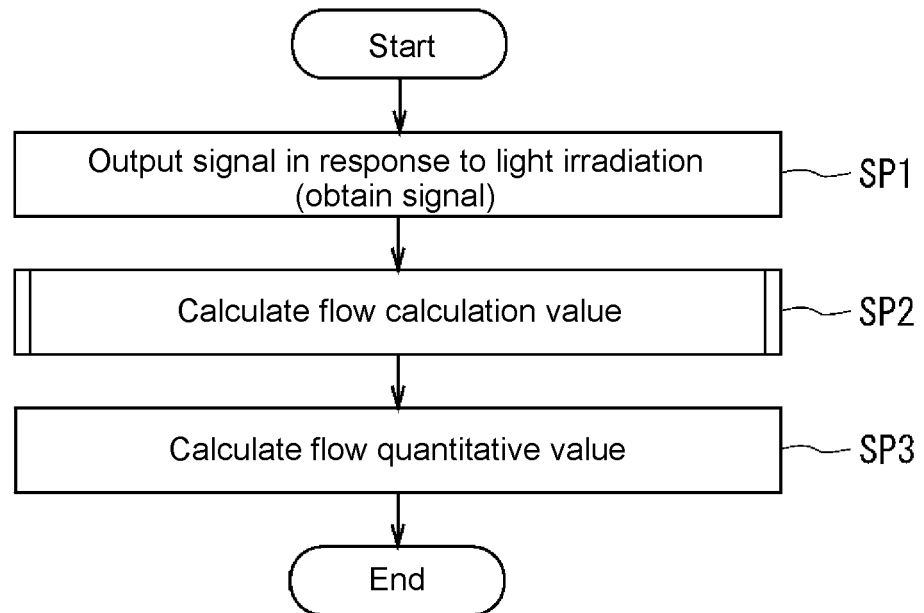 Start
Output signal in response to light irradiation
(obtain signal)
SP1
Calculate flow calculation value
SP2
Calculate flow quantitative value
SP3
End